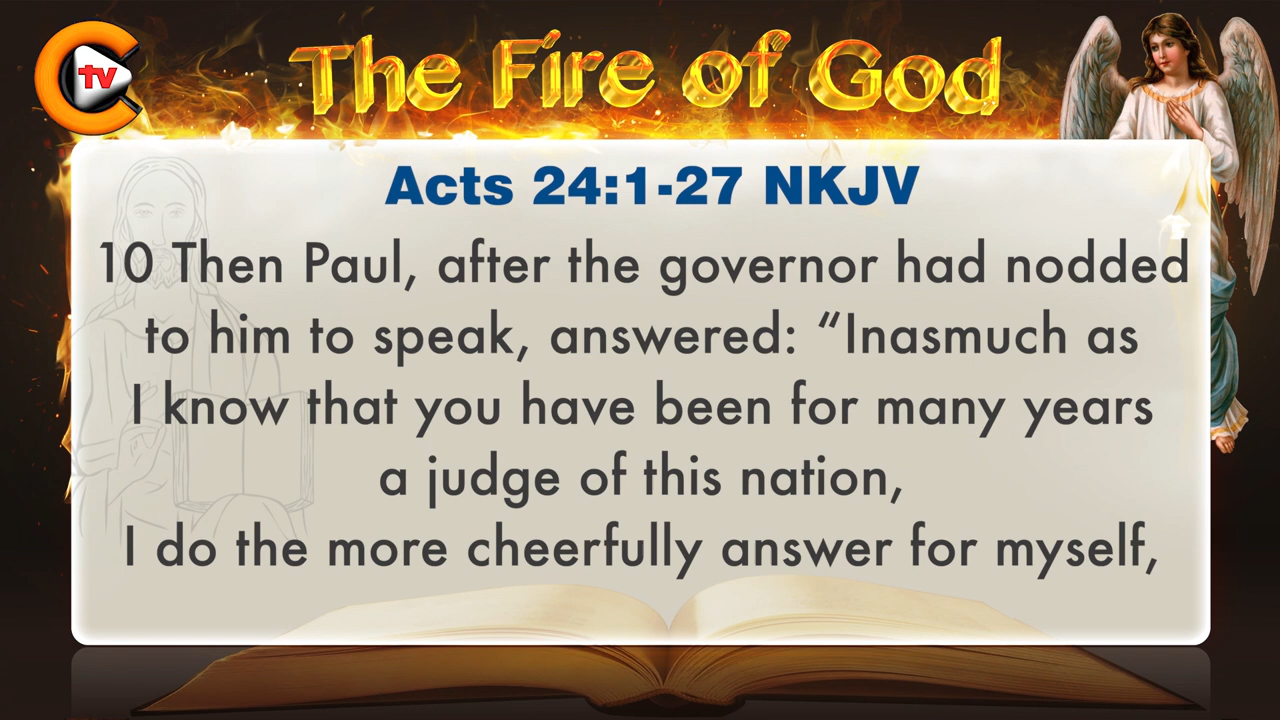 tv
The Fire of God
Acts 24:1-27 NKJV
10 Then Paul, after the governor had nodded
to him to speak, answered: “Inasmuch as
I know that you have been for many years
a judge of this nation,
I do the more cheerfully answer for myself,